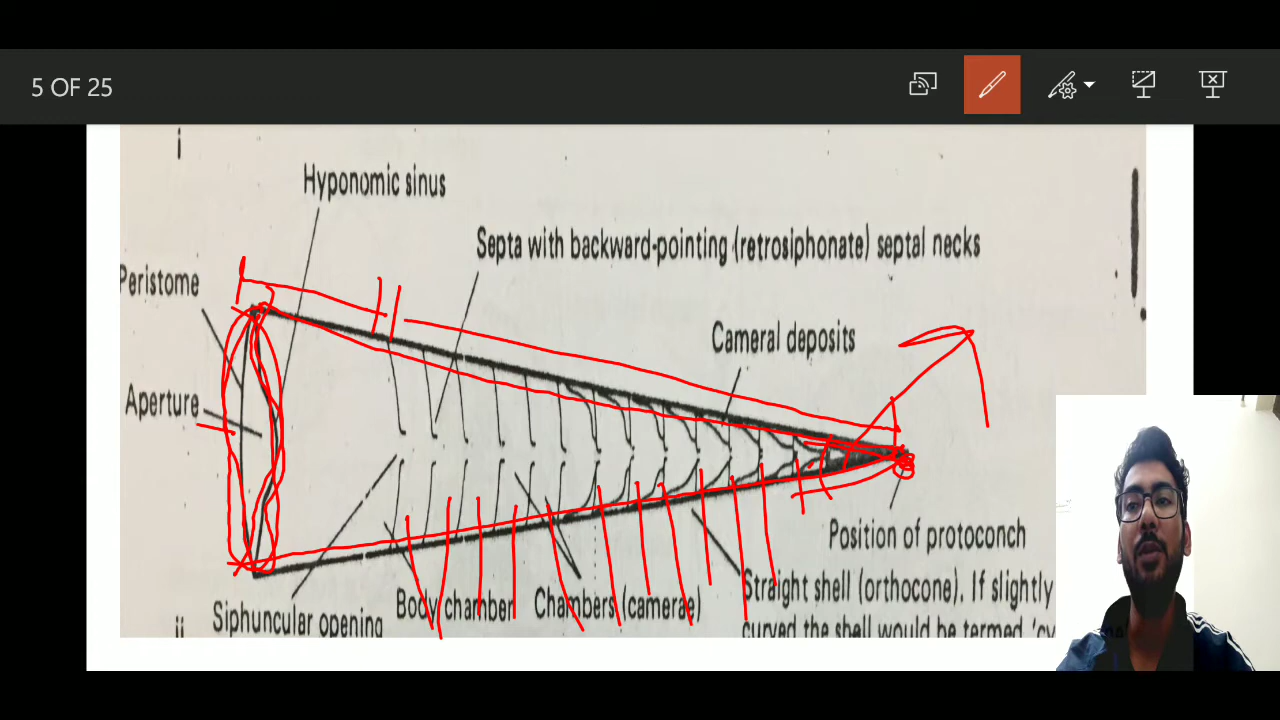 5 OF 25
i
Hyponomic sinus
Septa with backward-pointing (retrosiphonate) septal necks
Peristome
Cameral deposits
Aperture
Position of protoconch
Straight shell (orthocone). If slightly
Body chamber
Chambers (camerae)
Siphuncular opening
curved the shell would be termed
ii